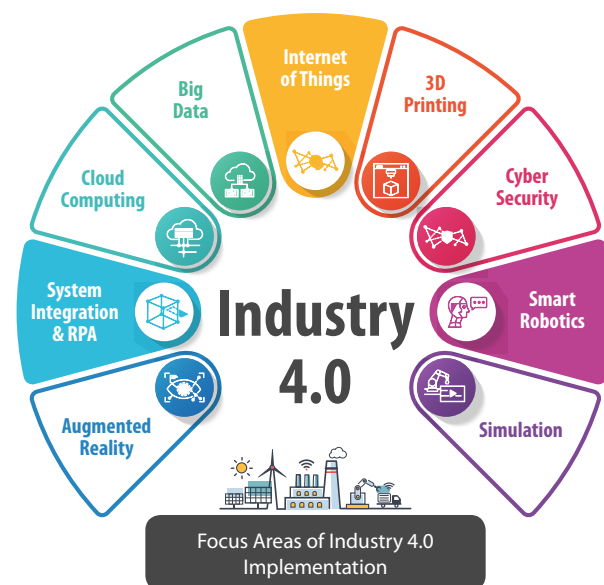 Internet
of Things
Big
Data
3D
Printing
Cloud
Computing
Cyber
Security
System
Integration
& RPA
Smart
Robotics
Industry
4.0
Augmented
Reality
Simulation
Focus Areas of Industry 4.0
Implementation